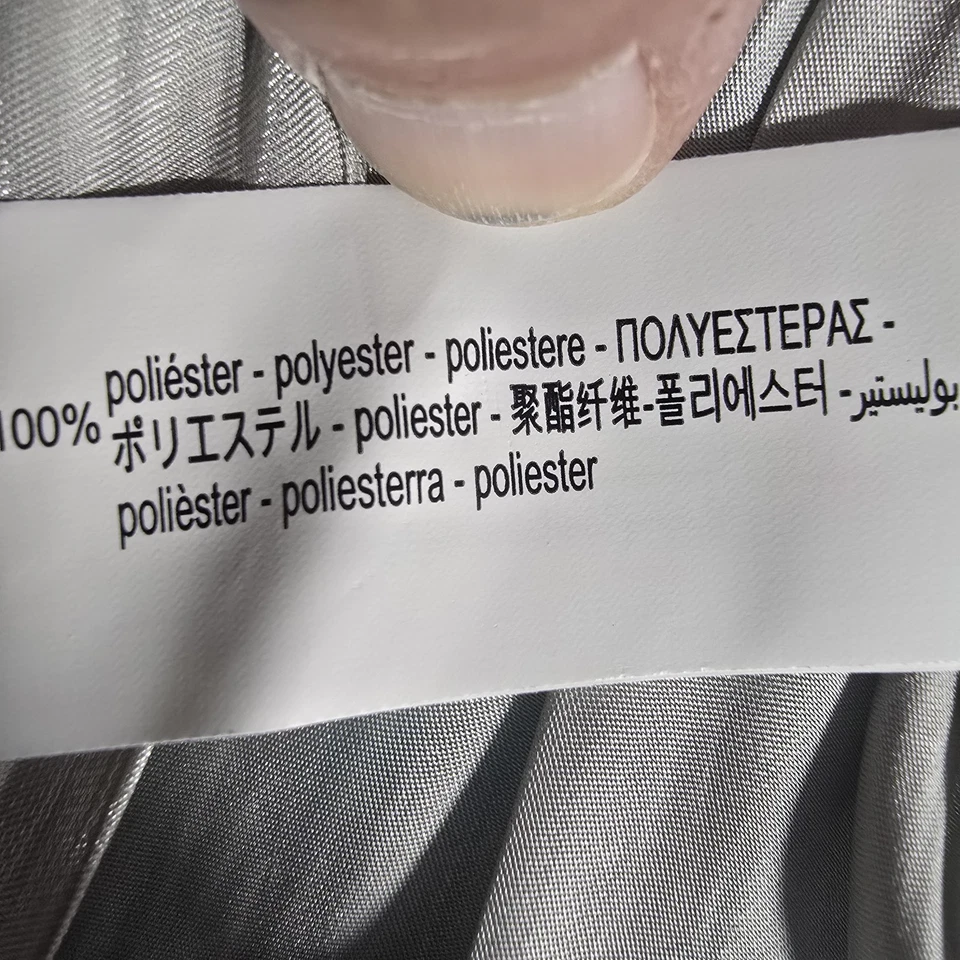 100% poliéster - polyester - poliestere - ΠΟΛΥΕΣΤΕΡΑΣ -
ポリエステル - poliester - 聚酯纤维-폴리에스터 -بوليستير
polièster - poliesterra - poliester